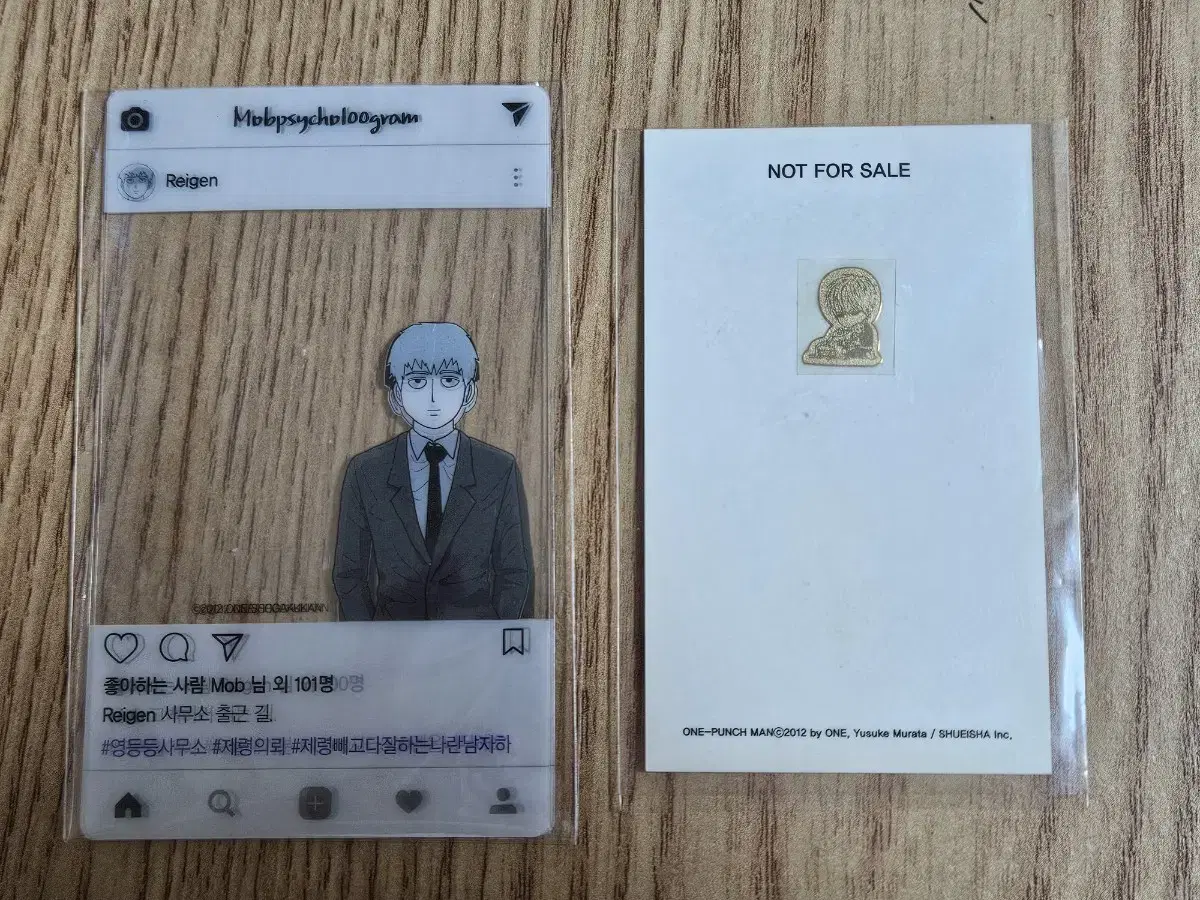 Mobpsycho100gram
Reigen
©2012 ONE/SHOGAKUKAN
좋아하는 사람 Mob 님 외 101명
Reigen 사무소 출근 길.
#영등등사무소 #제령의뢰 #제령빼고다잘하는나란남자하
NOT FOR SALE
ONE-PUNCH MAN©2012 by ONE, Yusuke Murata / SHUEISHA Inc.